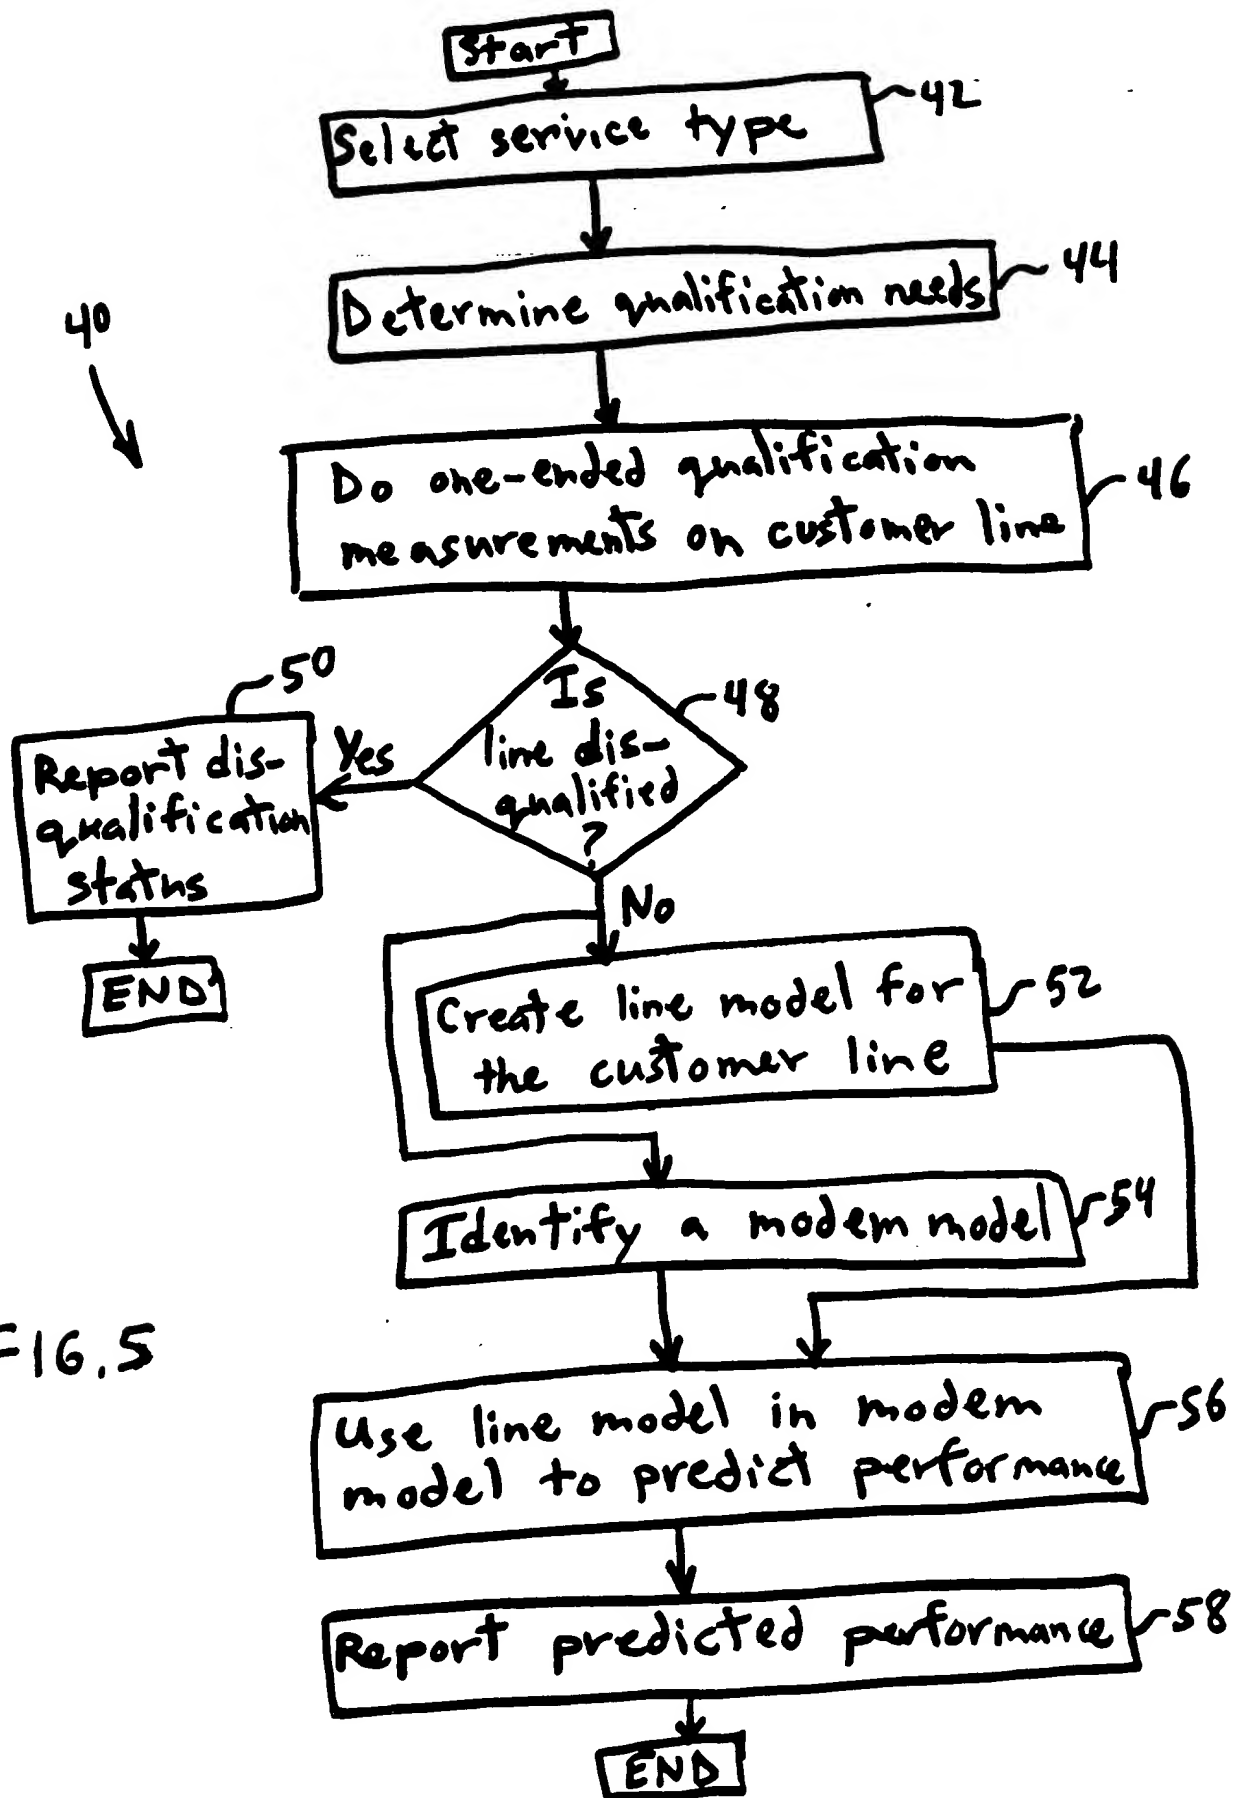 Start
Select service type
42
Determine qualification needs
44
40
Do one-ended qualification
measurements on customer line
46
Is
line dis-
qualified
?
48
50
Yes
Report dis-
qualification
status
END
No
Create line model for
the customer line
52
Identify a modem model
54
FIG.5
Use line model in modem
model to predict performance
56
Report predicted performance
58
END